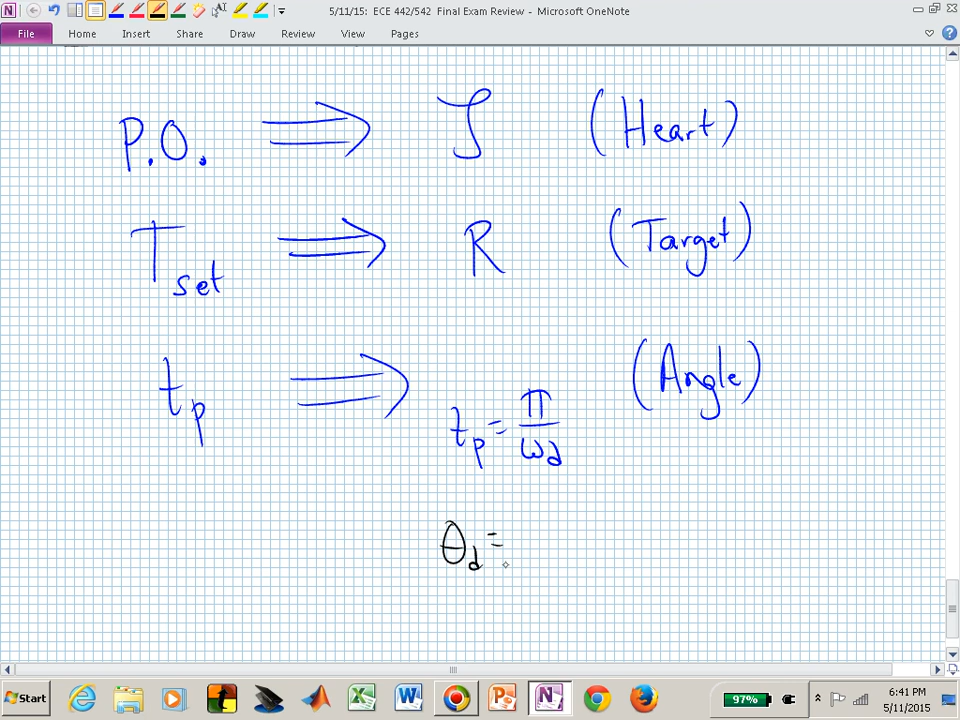 5/11/15: ECE 442/542 Final Exam Review - Microsoft OneNote
File Home Insert Share Draw Review View Pages
P.O. ⟹ ζ (Heart)
T_set ⟹ R (Target)
t_p ⟹ t_p = π/ω_d (Angle)
θ_d =
Start 97% 6:41 PM
5/11/2015